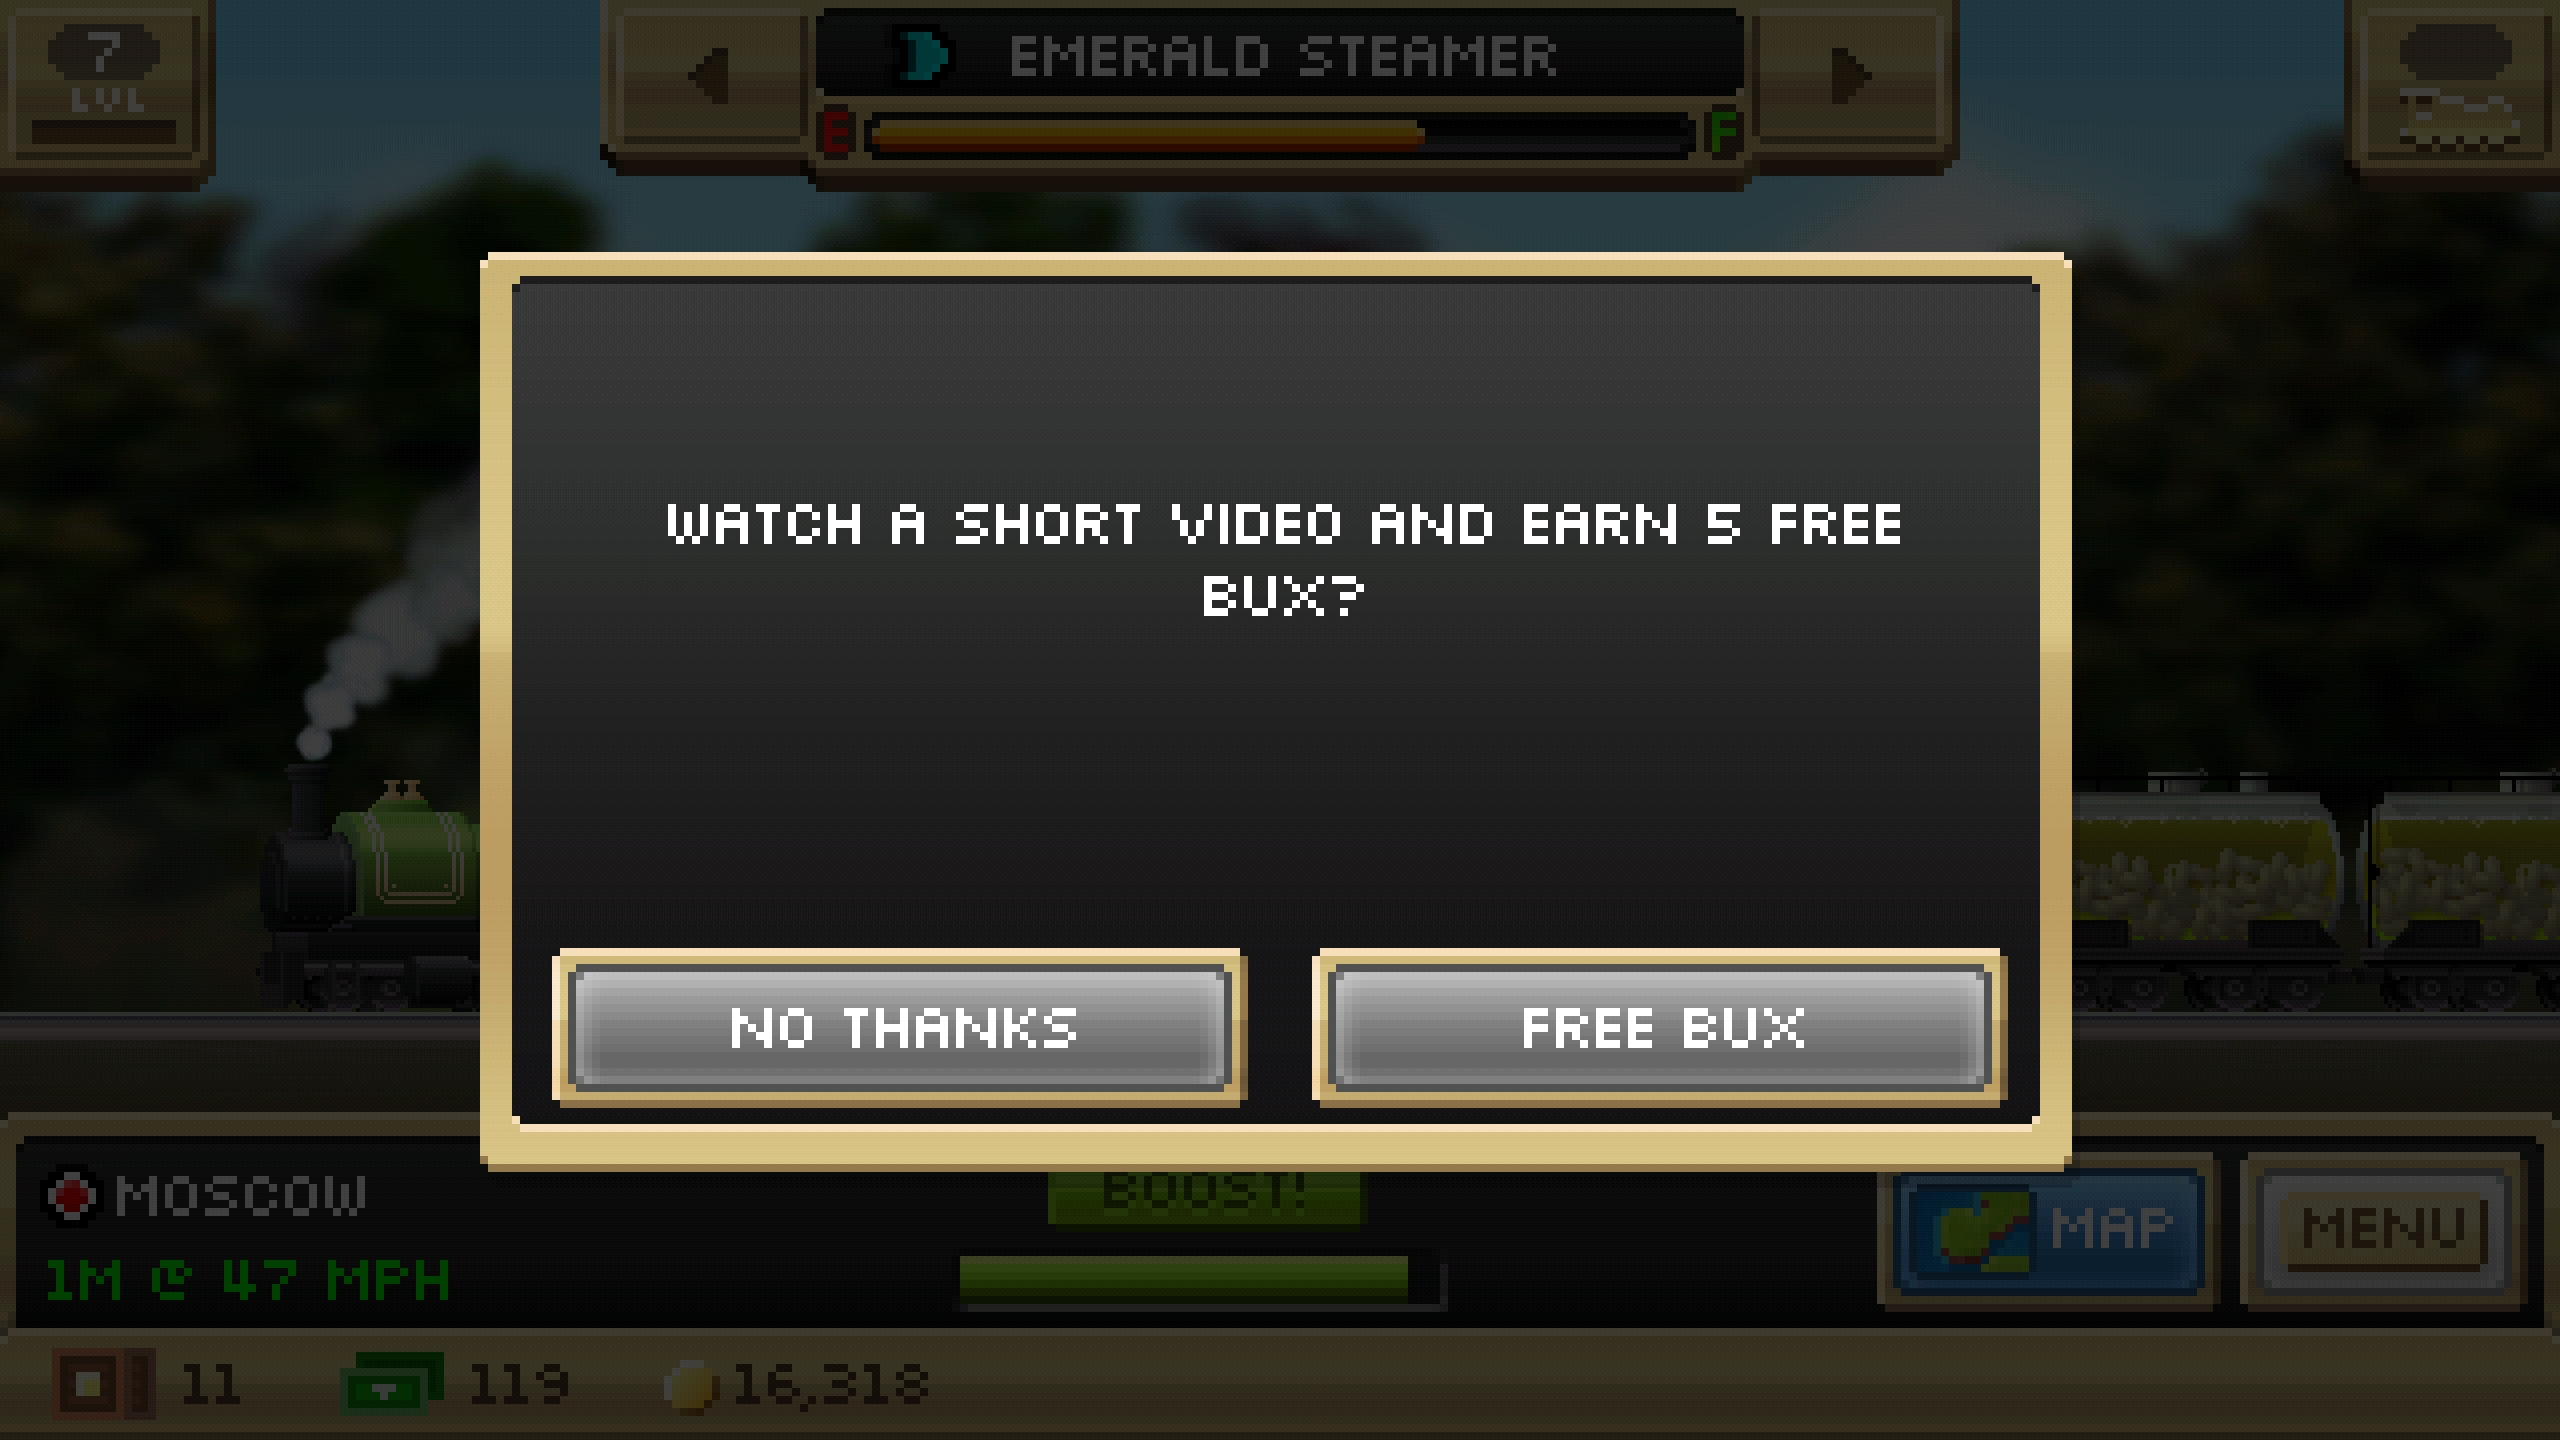 7
LVL
EMERALD STEAMER
E F
WATCH A SHORT VIDEO AND EARN 5 FREE
BUX?
NO THANKS FREE BUX
BOOST!
MOSCOW
1M @ 47 MPH
MAP MENU
11 119 16,318